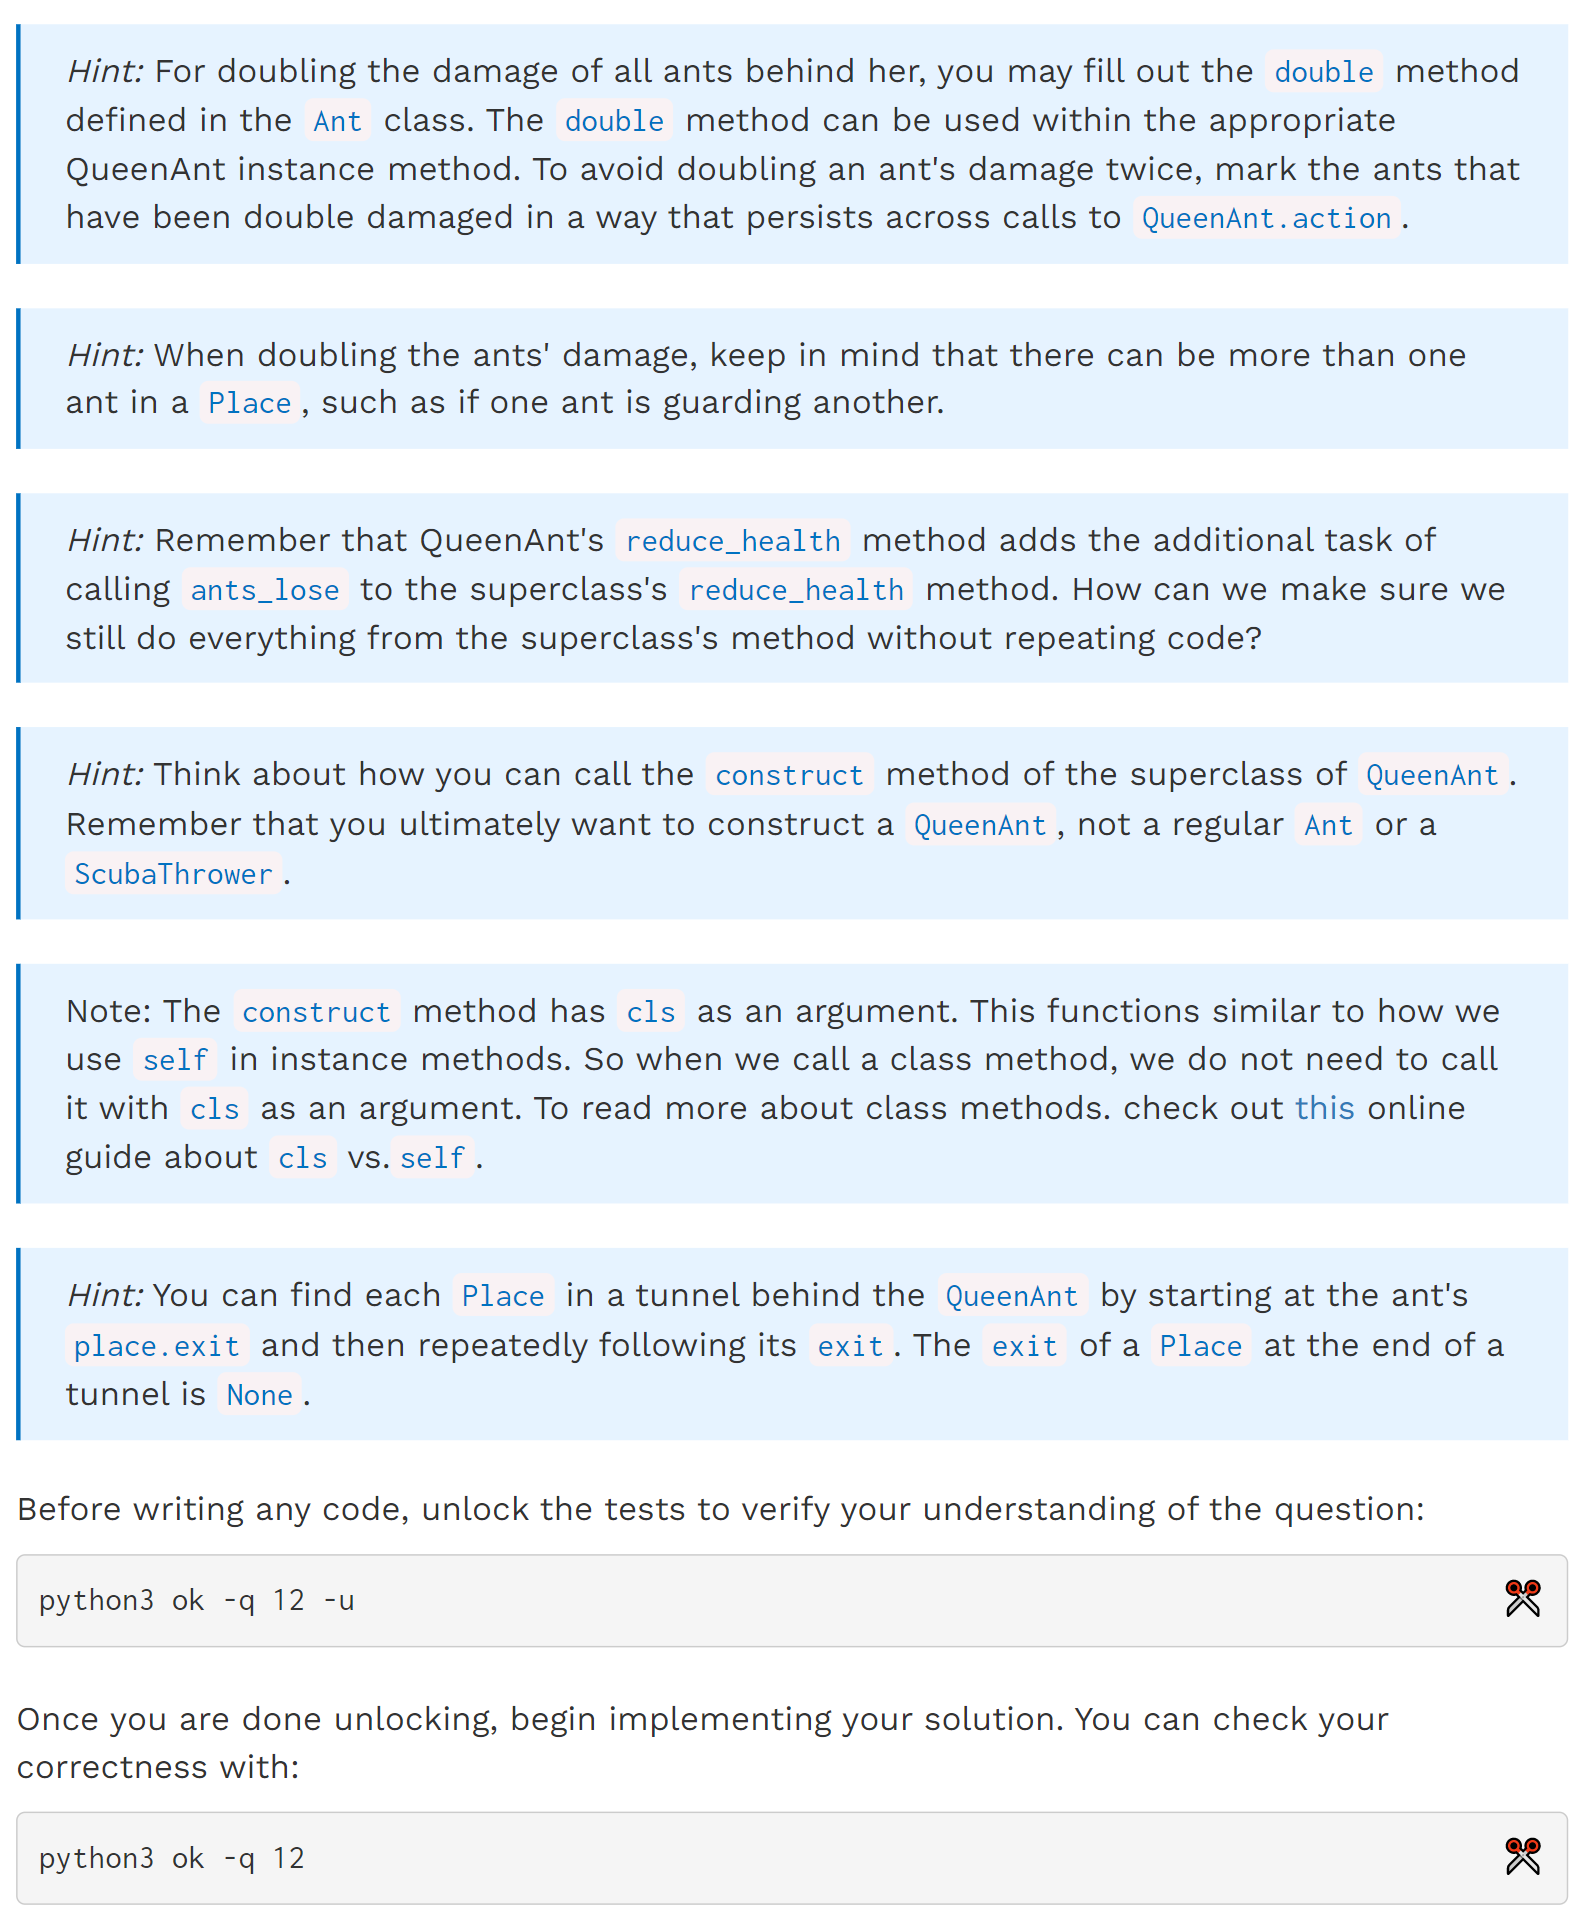 Hint: For doubling the damage of all ants behind her, you may fill out the double method
defined in the Ant class. The double method can be used within the appropriate
QueenAnt instance method. To avoid doubling an ant's damage twice, mark the ants that
have been double damaged in a way that persists across calls to QueenAnt.action.
Hint: When doubling the ants' damage, keep in mind that there can be more than one
ant in a Place, such as if one ant is guarding another.
Hint: Remember that QueenAnt's reduce_health method adds the additional task of
calling ants_lose to the superclass's reduce_health method. How can we make sure we
still do everything from the superclass's method without repeating code?
Hint: Think about how you can call the construct method of the superclass of QueenAnt.
Remember that you ultimately want to construct a QueenAnt, not a regular Ant or a
ScubaThrower.
Note: The construct method has cls as an argument. This functions similar to how we
use self in instance methods. So when we call a class method, we do not need to call
it with cls as an argument. To read more about class methods. check out this online
guide about cls vs. self.
Hint: You can find each Place in a tunnel behind the QueenAnt by starting at the ant's
place.exit and then repeatedly following its exit. The exit of a Place at the end of a
tunnel is None.
Before writing any code, unlock the tests to verify your understanding of the question:
python3 ok -q 12 -u
Once you are done unlocking, begin implementing your solution. You can check your
correctness with:
python3 ok -q 12